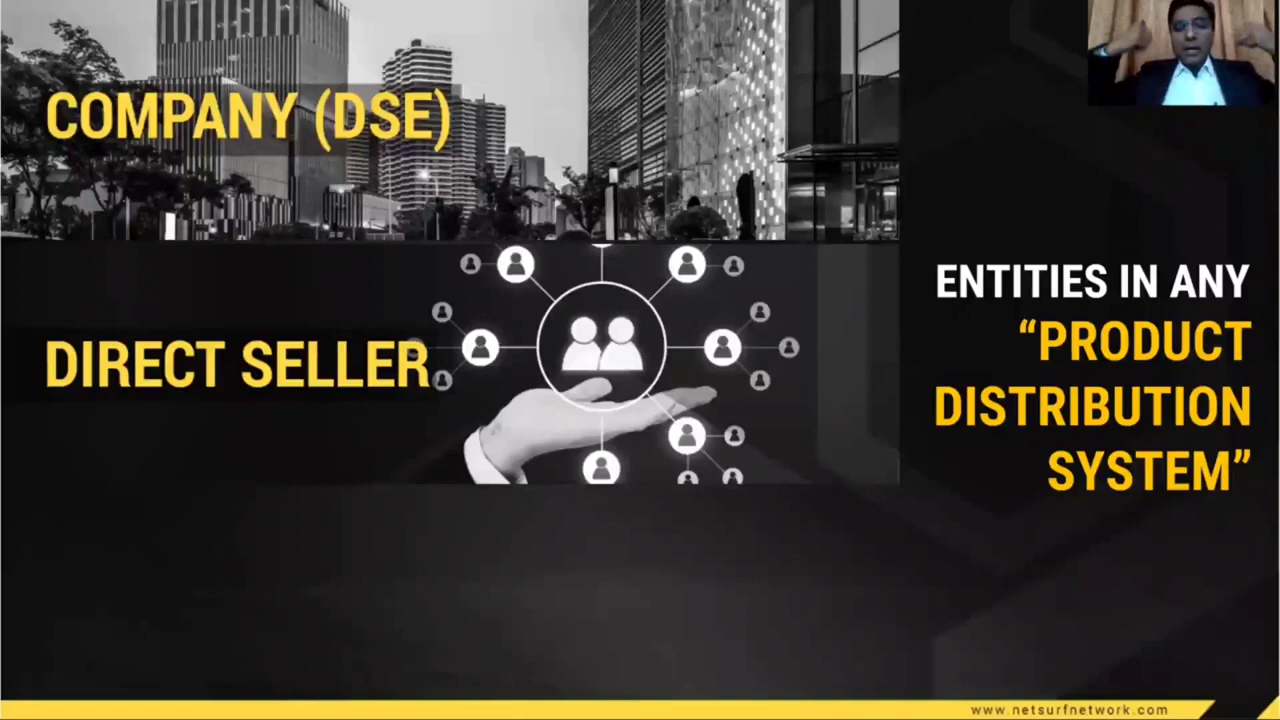 COMPANY (DSE)
DIRECT SELLER
ENTITIES IN ANY
“PRODUCT
DISTRIBUTION
SYSTEM”
www.netsurfnetwork.com